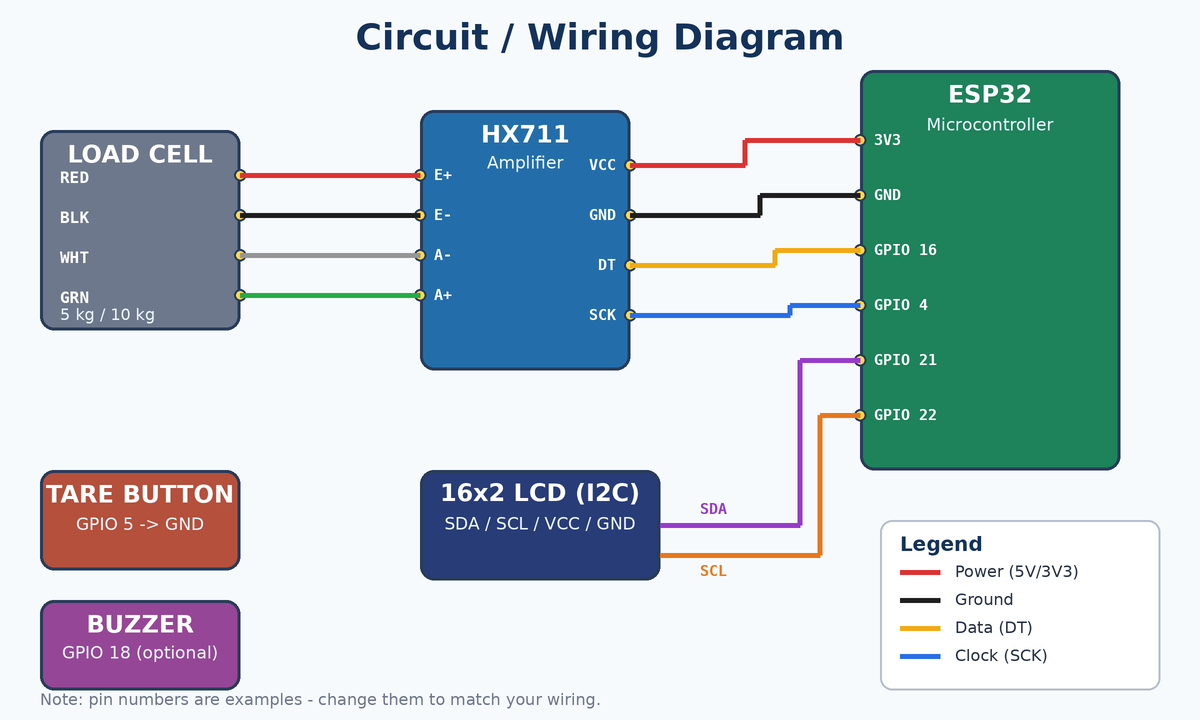 Circuit / Wiring Diagram
LOAD CELL
RED
BLK
WHT
GRN
5 kg / 10 kg
HX711
Amplifier
E+
E-
A-
A+
VCC
GND
DT
SCK
ESP32
Microcontroller
3V3
GND
GPIO 16
GPIO 4
GPIO 21
GPIO 22
TARE BUTTON
GPIO 5 -> GND
16x2 LCD (I2C)
SDA / SCL / VCC / GND
SDA
SCL
BUZZER
GPIO 18 (optional)
Legend
Power (5V/3V3)
Ground
Data (DT)
Clock (SCK)
Note: pin numbers are examples - change them to match your wiring.